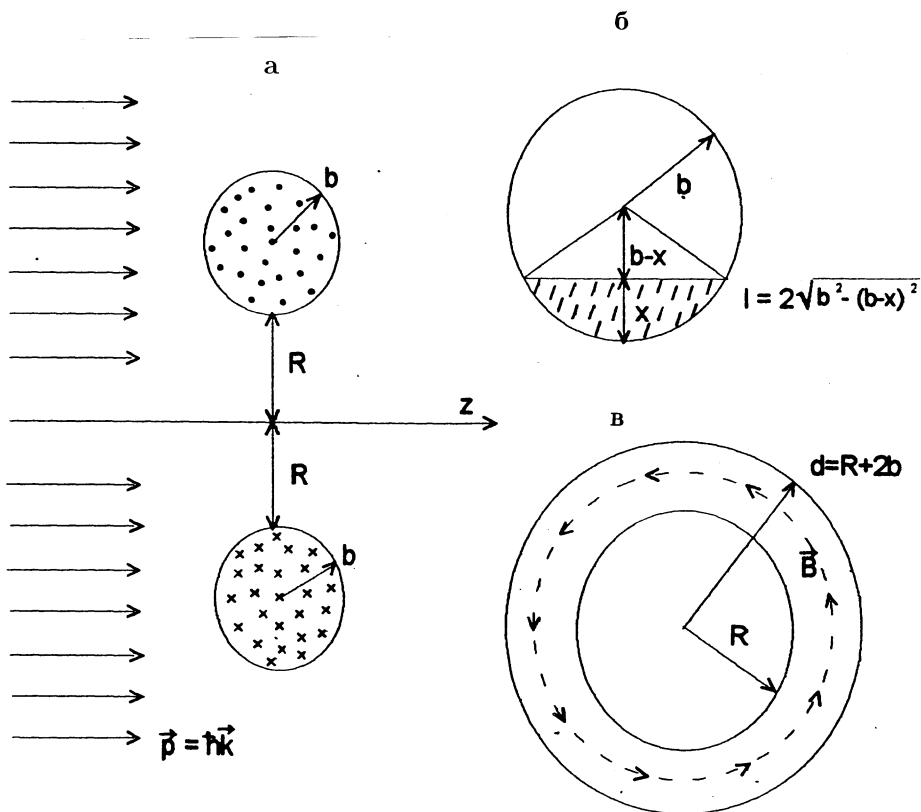 а
b
R
z
R
b
p⃗ = ħk⃗
б
b
b-x
x
l = 2√b²-(b-x)²
в
d=R+2b
B⃗
R